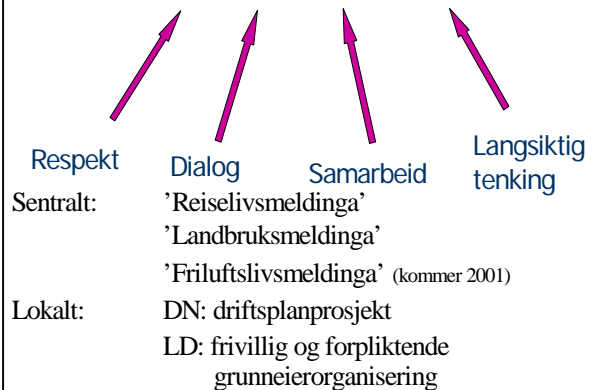 Respekt Dialog Samarbeid Langsiktig
tenking
Sentralt: ’Reiselivsmeldinga’
’Landbruksmeldinga’
’Friluftslivsmeldinga’ (kommer 2001)
Lokalt: DN: driftsplanprosjekt
LD: frivillig og forpliktende
grunneierorganisering